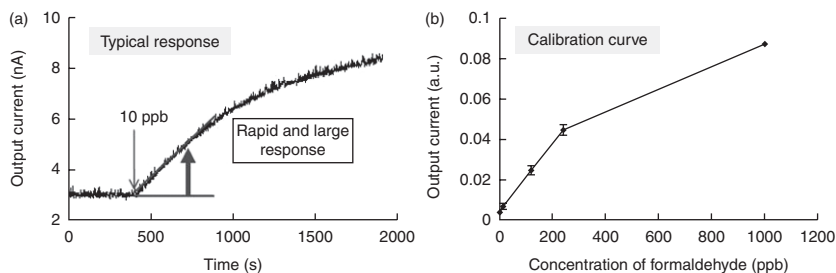 (a)
Typical response
Output current (nA)
10
8
6
4
2
10 ppb
Rapid and large
response
0
500
1000
1500
2000
Time (s)
(b)
Calibration curve
Output current (a.u.)
0.1
0.08
0.06
0.04
0.02
0
0
200
400
600
800
1000
1200
Concentration of formaldehyde (ppb)